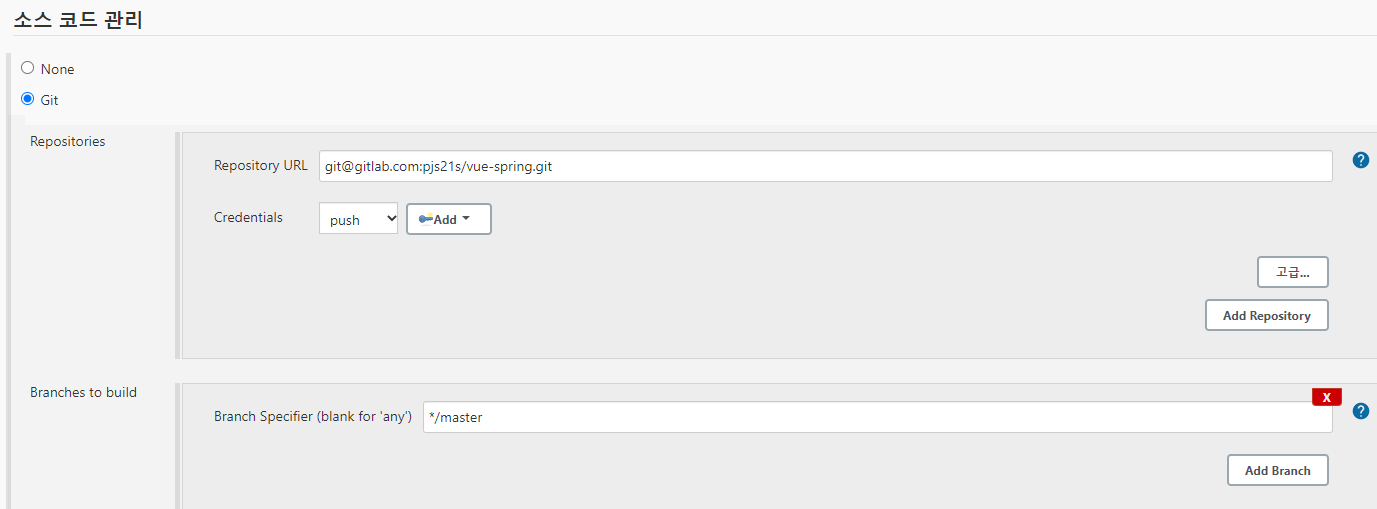 소스 코드 관리
None
Git
Repositories
Repository URL git@gitlab.com:pjs21s/vue-spring.git ?
Credentials push Add
고급...
Add Repository
Branches to build
X
Branch Specifier (blank for 'any') */master ?
Add Branch